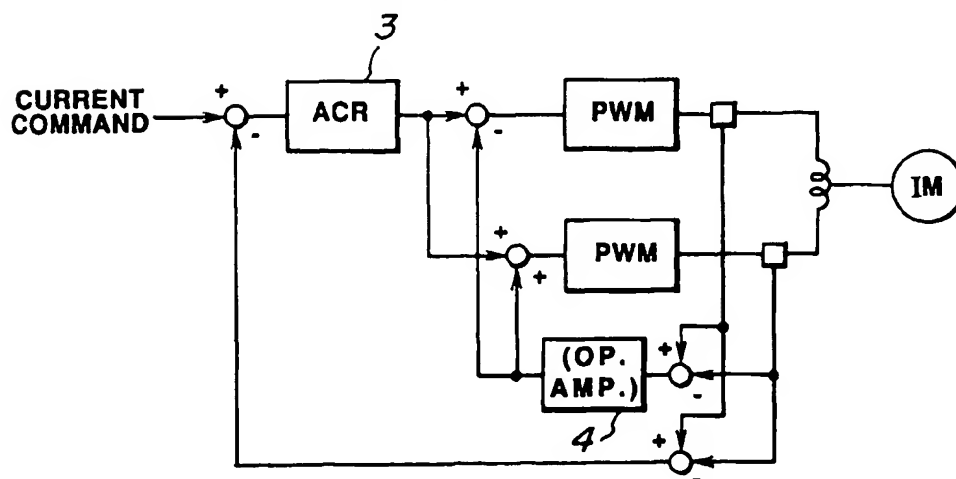 3
CURRENT
COMMAND
+
-
ACR
+
-
PWM
IM
+
+
PWM
(OP.
AMP.)
+
-
4
+
-